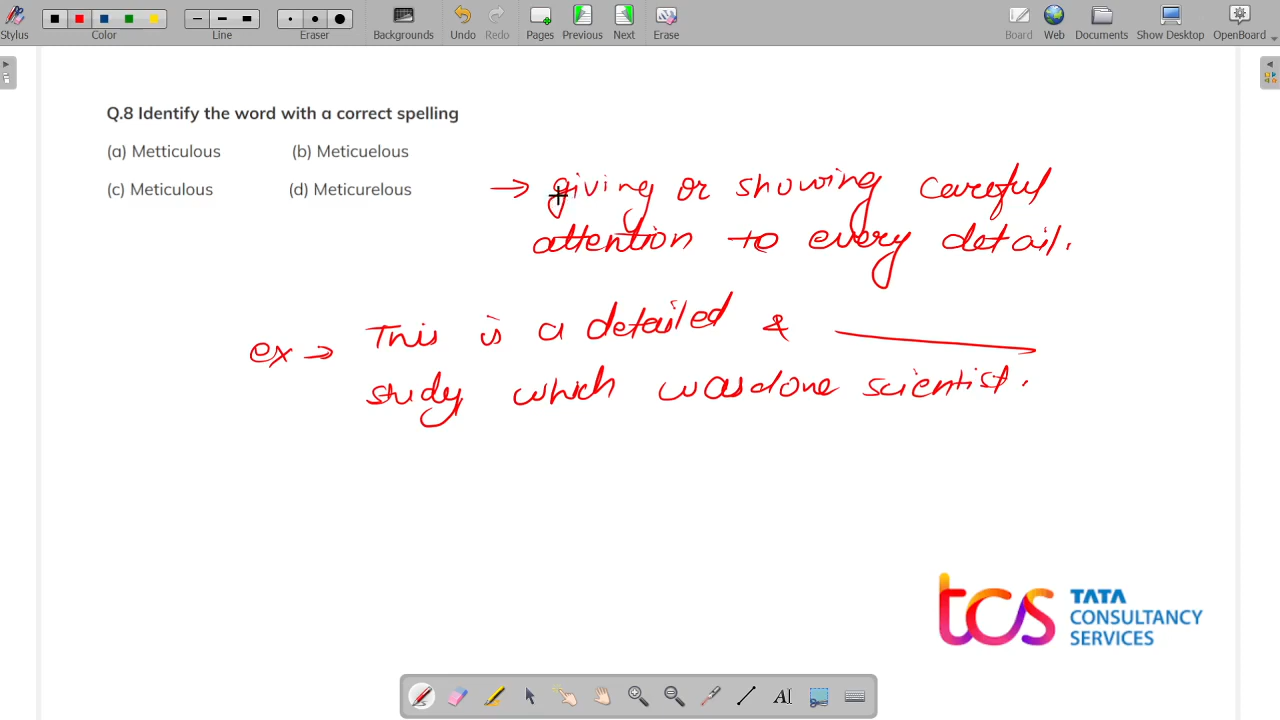 Stylus Color Line Eraser Backgrounds Undo Redo Pages Previous Next Erase Board Web Documents Show Desktop OpenBoard
Q.8 Identify the word with a correct spelling
(a) Metticulous (b) Meticuelous
(c) Meticulous (d) Meticurelous
→ giving or showing careful
attention to every detail.
ex → This is a detailed & ______
study which was done scientist.
tcs TATA
CONSULTANCY
SERVICES